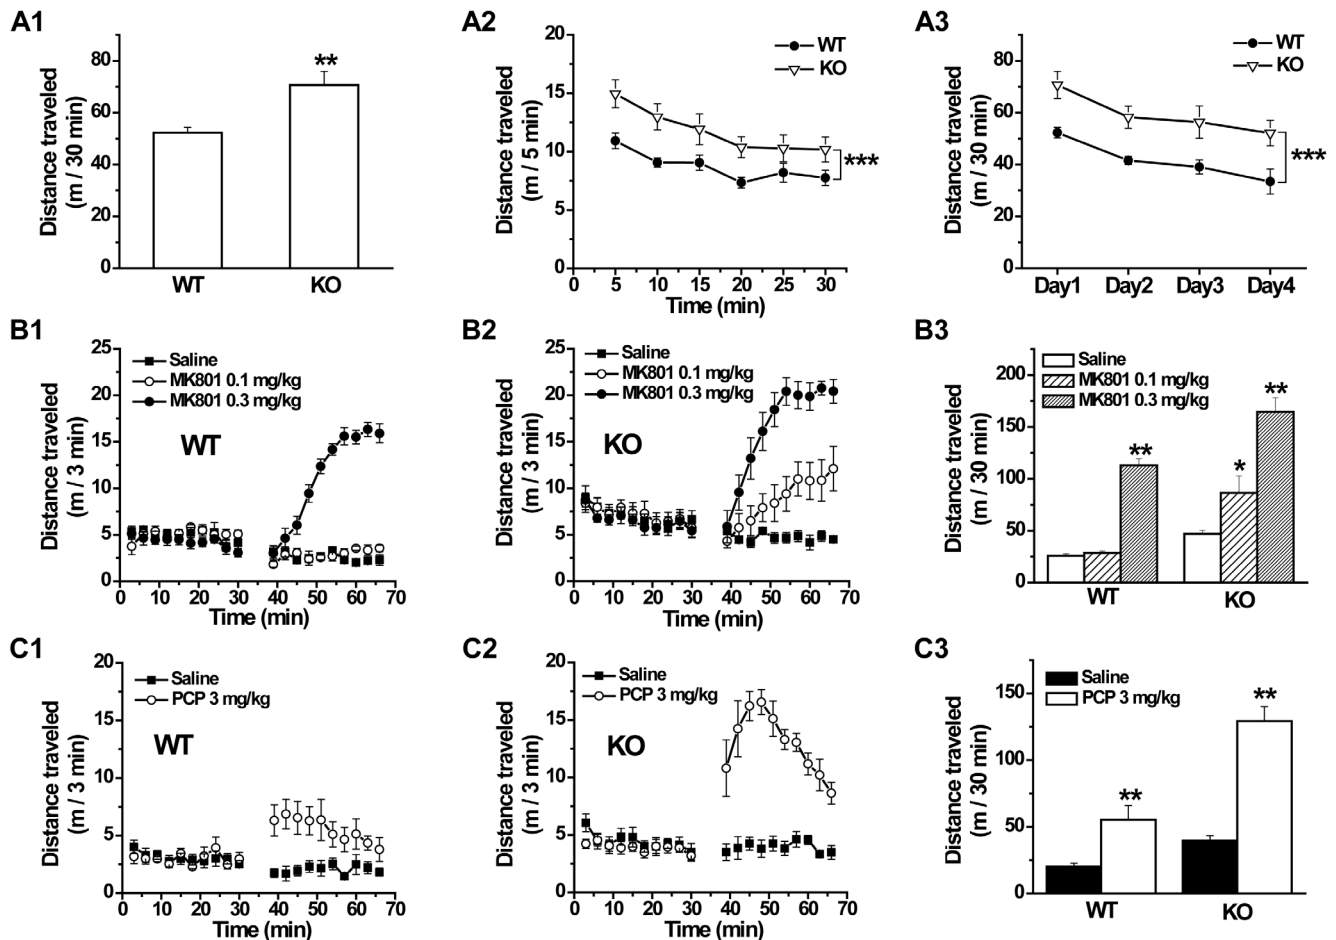 A1
Distance traveled
(m / 30 min)
80
60
40
20
0
**
WT
KO
A2
Distance traveled
(m / 5 min)
20
15
10
5
0
WT
KO
***
0 5 10 15 20 25 30
Time (min)
A3
Distance traveled
(m / 30 min)
80
60
40
20
0
WT
KO
***
Day1 Day2 Day3 Day4
B1
Distance traveled
(m / 3 min)
25
20
15
10
5
0
Saline
MK801 0.1 mg/kg
MK801 0.3 mg/kg
WT
0 10 20 30 40 50 60 70
Time (min)
B2
Distance traveled
(m / 3 min)
25
20
15
10
5
0
Saline
MK801 0.1 mg/kg
MK801 0.3 mg/kg
KO
0 10 20 30 40 50 60 70
Time (min)
B3
Distance traveled
(m / 30 min)
200
150
100
50
0
Saline
MK801 0.1 mg/kg
MK801 0.3 mg/kg
**
*
**
WT
KO
C1
Distance traveled
(m / 3 min)
20
15
10
5
0
Saline
PCP 3 mg/kg
WT
0 10 20 30 40 50 60 70
Time (min)
C2
Distance traveled
(m / 3 min)
20
15
10
5
0
Saline
PCP 3 mg/kg
KO
0 10 20 30 40 50 60 70
Time (min)
C3
Distance traveled
(m / 30 min)
150
100
50
0
Saline
PCP 3 mg/kg
**
**
WT
KO